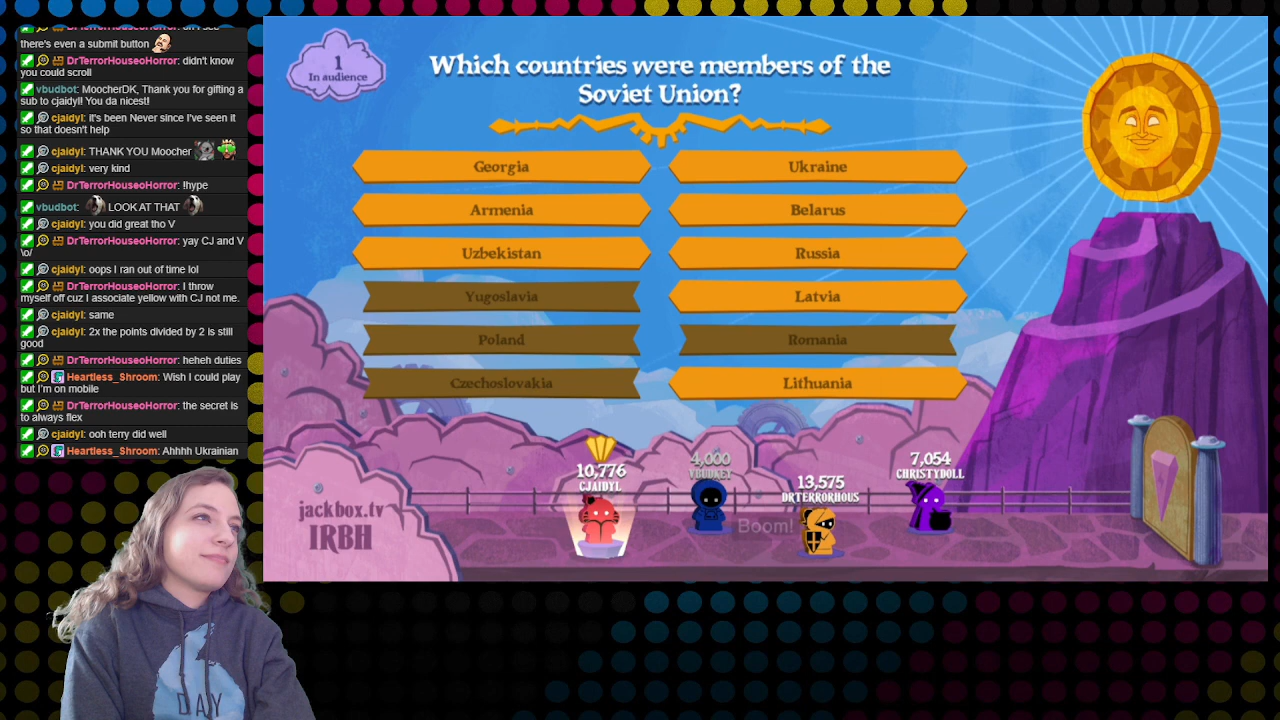 there's even a submit button
DrTerrorHouseoHorror: didn't know
you could scroll
vbudbot: MoocherDK, Thank you for gifting a
sub to cjaidyl! You da nicest!
cjaidyl: it's been Never since I've seen it
so that doesn't help
cjaidyl: THANK YOU Moocher
cjaidyl: very kind
DrTerrorHouseoHorror: !hype
vbudbot: LOOK AT THAT
cjaidyl: you did great tho V
DrTerrorHouseoHorror: yay CJ and V
\o/
cjaidyl: oops I ran out of time lol
DrTerrorHouseoHorror: I throw
myself off cuz I associate yellow with CJ not me.
cjaidyl: same
cjaidyl: 2x the points divided by 2 is still
good
DrTerrorHouseoHorror: heheh duties
Heartless_Shroom: Wish I could play
but I'm on mobile
DrTerrorHouseoHorror: the secret is
to always flex
cjaidyl: ooh terry did well
Heartless_Shroom: Ahhhh Ukrainian
1
In audience
Which countries were members of the
Soviet Union?
Georgia
Ukraine
Armenia
Belarus
Uzbekistan
Russia
Yugoslavia
Latvia
Poland
Romania
Czechoslovakia
Lithuania
10,776
CJAIDYL
4,000
VBUDKET
13,575
DRTERRORHOUS
7,054
CHRISTYDOLL
Boom!
jackbox.tv
IRBH
DAY